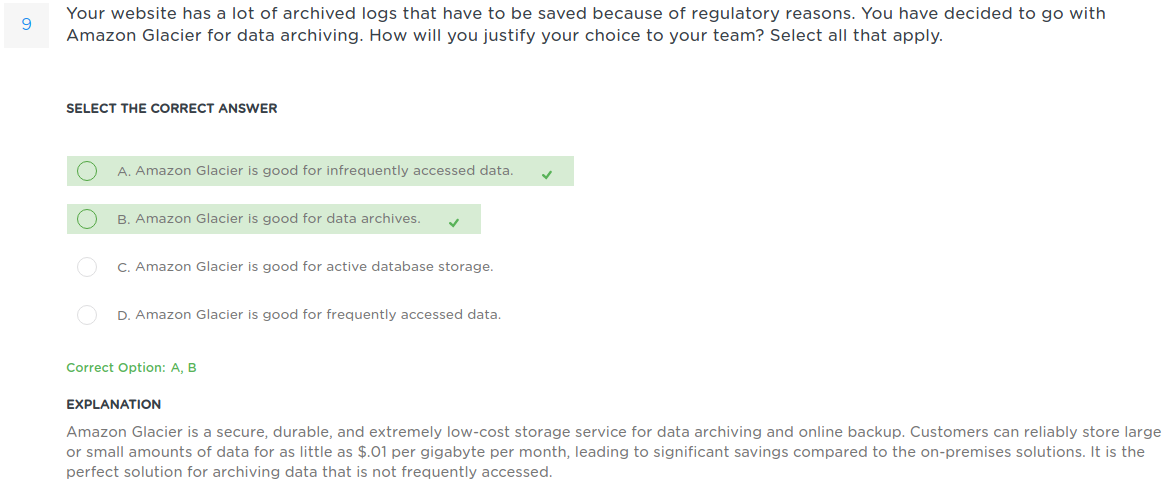 9
Your website has a lot of archived logs that have to be saved because of regulatory reasons. You have decided to go with
Amazon Glacier for data archiving. How will you justify your choice to your team? Select all that apply.
SELECT THE CORRECT ANSWER
A. Amazon Glacier is good for infrequently accessed data.
B. Amazon Glacier is good for data archives.
C. Amazon Glacier is good for active database storage.
D. Amazon Glacier is good for frequently accessed data.
Correct Option: A, B
EXPLANATION
Amazon Glacier is a secure, durable, and extremely low-cost storage service for data archiving and online backup. Customers can reliably store large
or small amounts of data for as little as $.01 per gigabyte per month, leading to significant savings compared to the on-premises solutions. It is the
perfect solution for archiving data that is not frequently accessed.